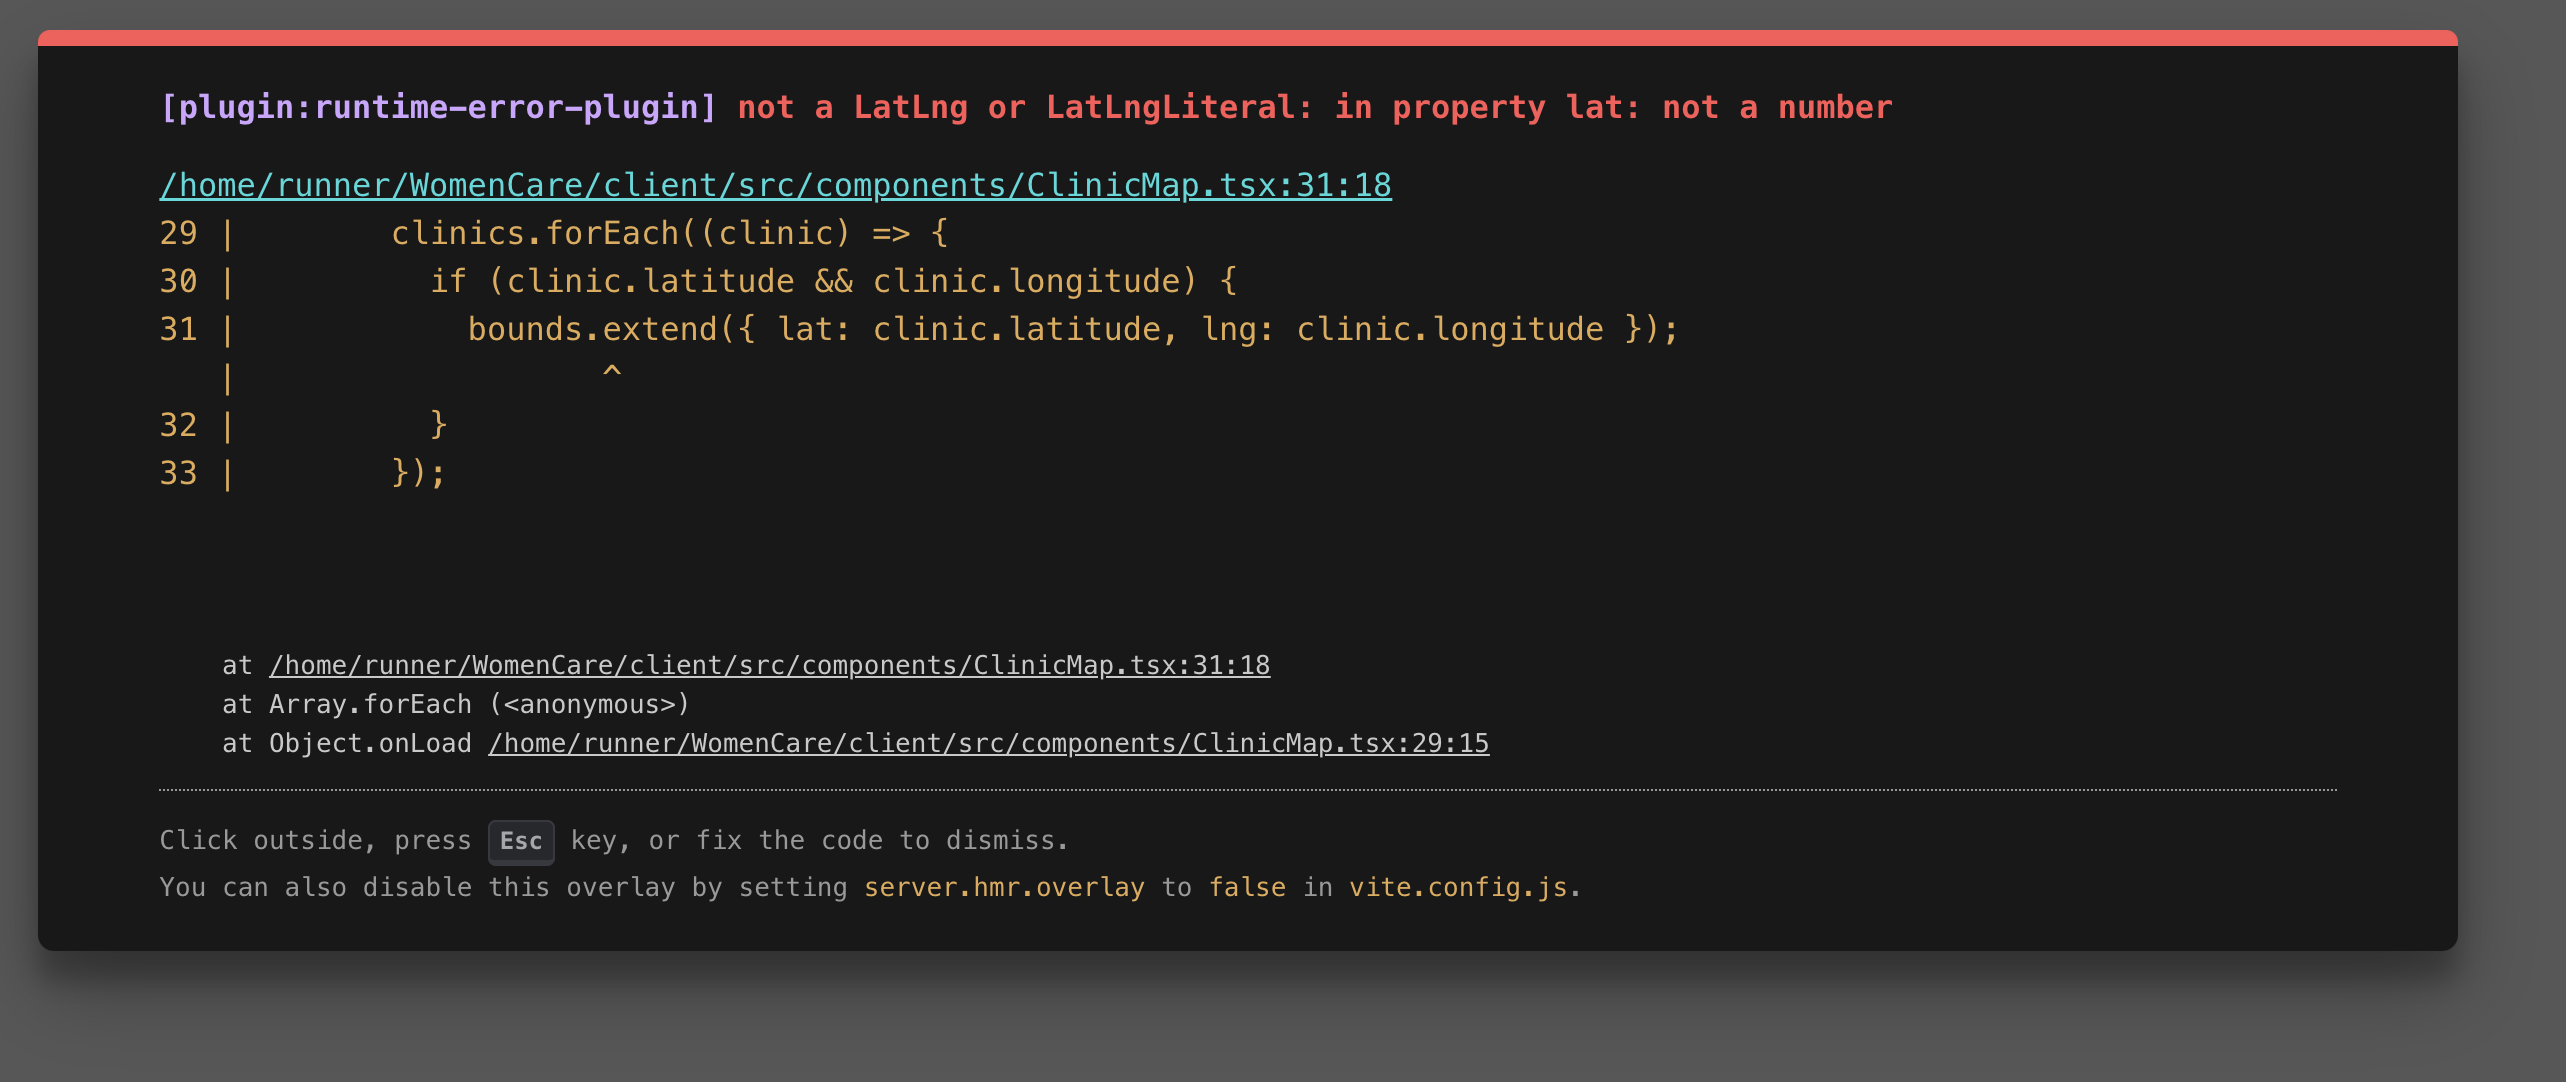 [plugin:runtime-error-plugin] not a LatLng or LatLngLiteral: in property lat: not a number
/home/runner/WomenCare/client/src/components/ClinicMap.tsx:31:18
29 |        clinics.forEach((clinic) => {
30 |          if (clinic.latitude && clinic.longitude) {
31 |            bounds.extend({ lat: clinic.latitude, lng: clinic.longitude });
   |                   ^
32 |          }
33 |        });
at /home/runner/WomenCare/client/src/components/ClinicMap.tsx:31:18
at Array.forEach (<anonymous>)
at Object.onLoad /home/runner/WomenCare/client/src/components/ClinicMap.tsx:29:15
Click outside, press Esc key, or fix the code to dismiss.
You can also disable this overlay by setting server.hmr.overlay to false in vite.config.js.